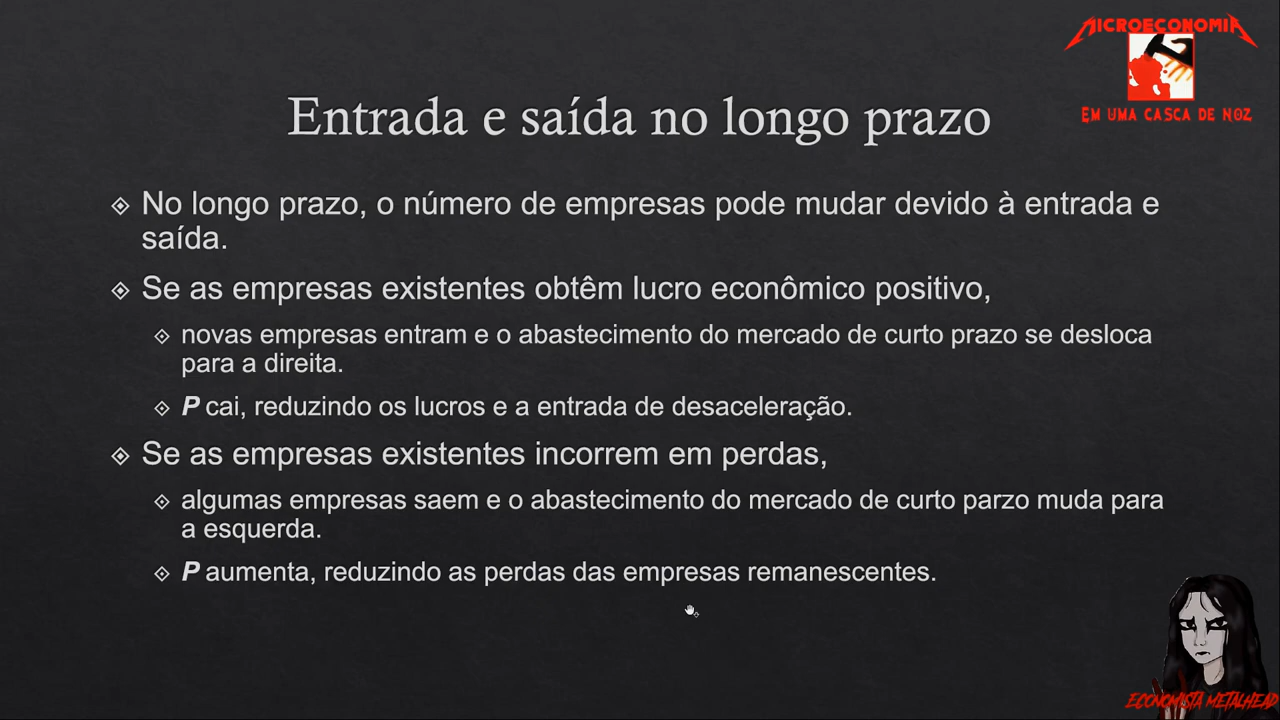 MICROECONOMIA
EM UMA CASCA DE NOZ
Entrada e saída no longo prazo
No longo prazo, o número de empresas pode mudar devido à entrada e
saída.
Se as empresas existentes obtêm lucro econômico positivo,
novas empresas entram e o abastecimento do mercado de curto prazo se desloca
para a direita.
P cai, reduzindo os lucros e a entrada de desaceleração.
Se as empresas existentes incorrem em perdas,
algumas empresas saem e o abastecimento do mercado de curto parzo muda para
a esquerda.
P aumenta, reduzindo as perdas das empresas remanescentes.
ECONOMISTA METALHEAD